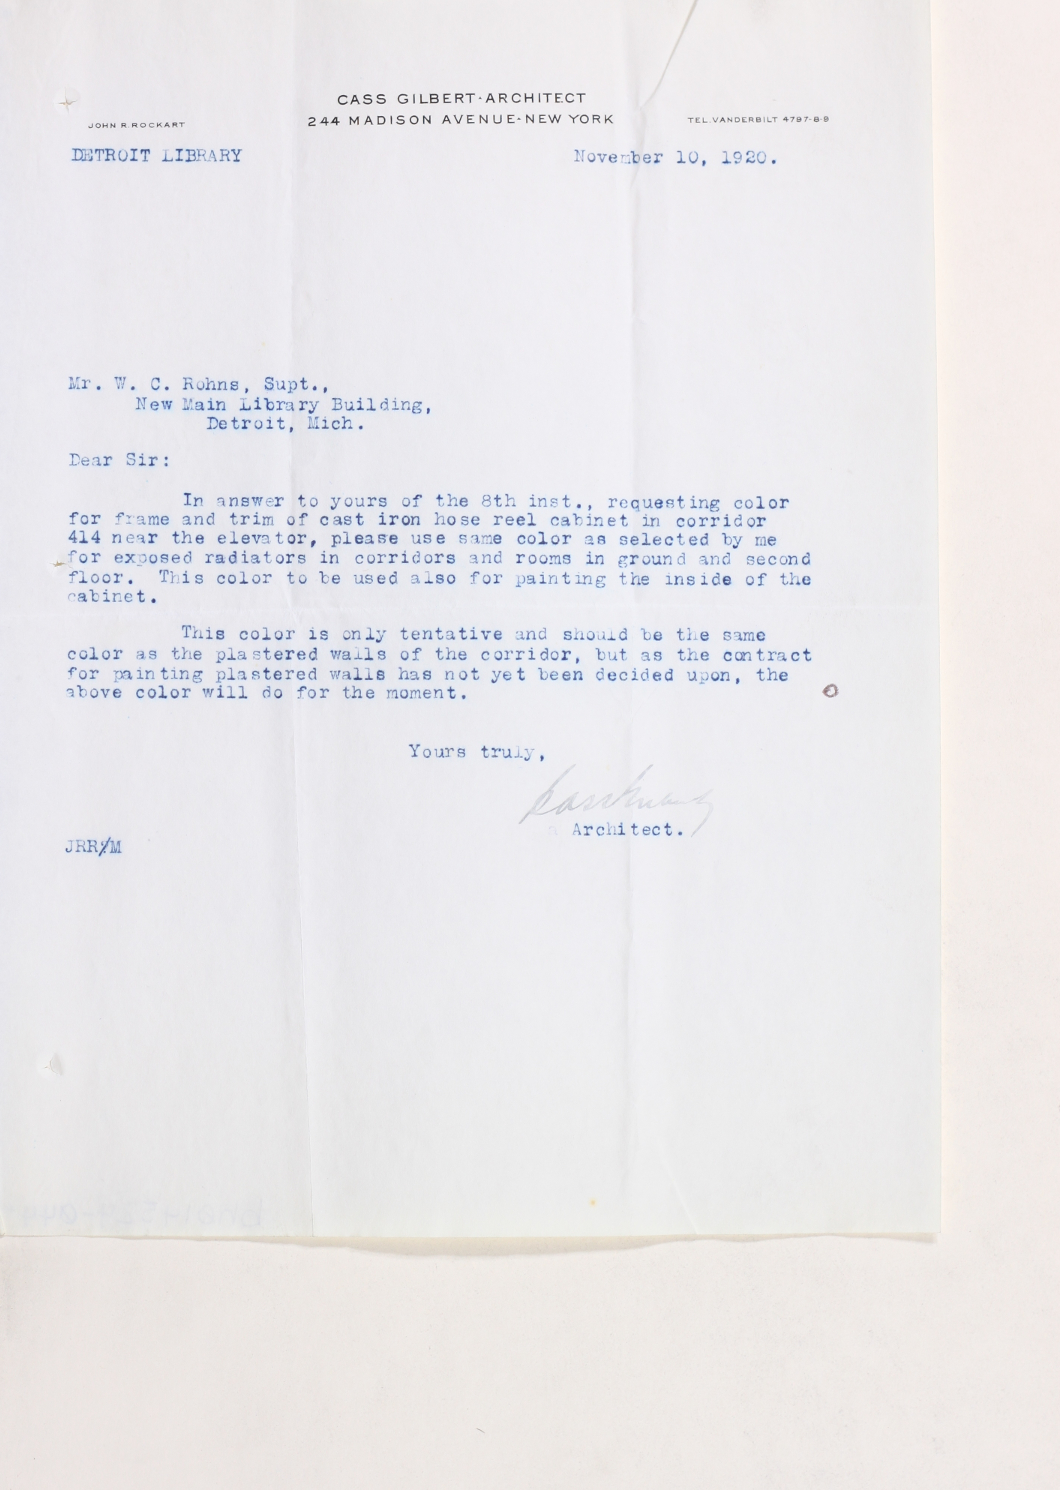 CASS GILBERT·ARCHITECT
244 MADISON AVENUE-NEW YORK
JOHN R. ROCKART
TEL. VANDERBILT 4797-8-9
DETROIT LIBRARY
November 10, 1920.
Mr. W. C. Rohns, Supt.,
New Main Library Building,
Detroit, Mich.
Dear Sir:
In answer to yours of the 8th inst., requesting color
for frame and trim of cast iron hose reel cabinet in corridor
414 near the elevator, please use same color as selected by me
for exposed radiators in corridors and rooms in ground and second
floor. This color to be used also for painting the inside of the
cabinet.
This color is only tentative and should be the same
color as the plastered walls of the corridor, but as the contract
for painting plastered walls has not yet been decided upon, the
above color will do for the moment.
Yours truly,
Architect.
JRR/M